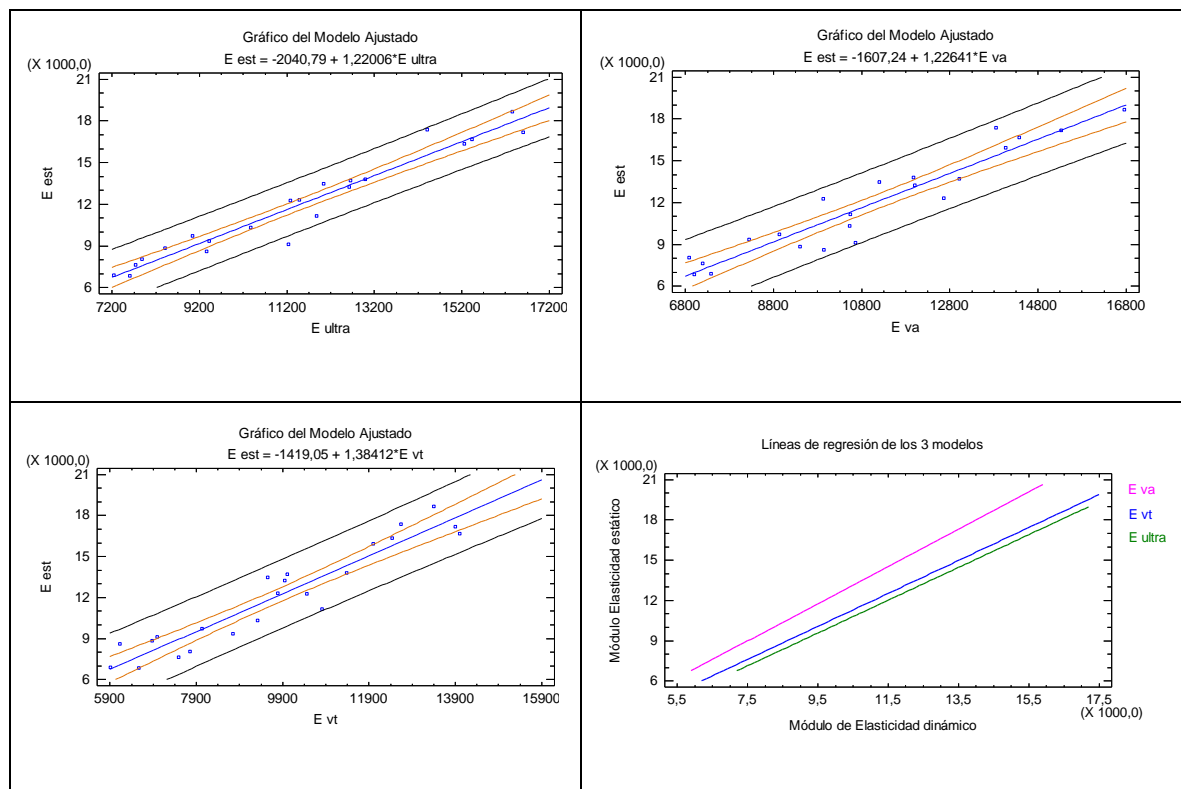 Gráfico del Modelo Ajustado
E est = -2040,79 + 1,22006*E ultra
(X 1000,0)
21
18
15
12
9
6
E est
7200 9200 11200 13200 15200 17200
E ultra
Gráfico del Modelo Ajustado
E est = -1607,24 + 1,22641*E va
(X 1000,0)
21
18
15
12
9
6
E est
6800 8800 10800 12800 14800 16800
E va
Gráfico del Modelo Ajustado
E est = -1419,05 + 1,38412*E vt
(X 1000,0)
21
18
15
12
9
6
E est
5900 7900 9900 11900 13900 15900
E vt
Líneas de regresión de los 3 modelos
(X 1000,0)
21
18
15
12
9
6
Módulo Elasticidad estático
5,5 7,5 9,5 11,5 13,5 15,5 17,5
(X 1000,0)
Módulo de Elasticidad dinámico
E va
E vt
E ultra